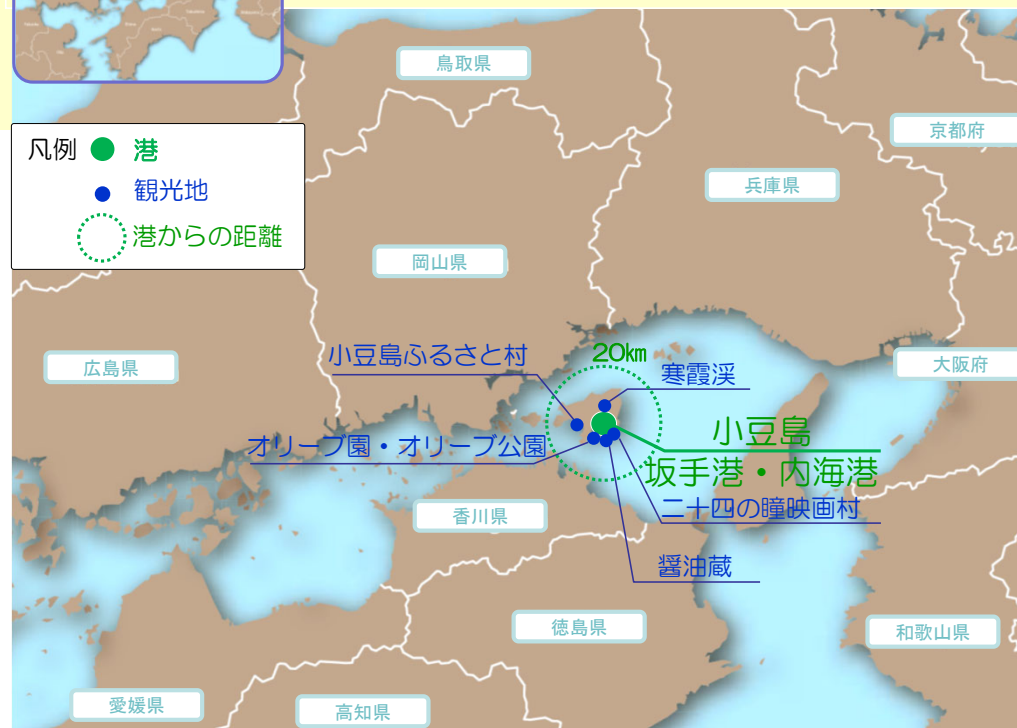 鳥取県
京都府
凡例 港
観光地
港からの距離
兵庫県
岡山県
広島県
小豆島ふるさと村
20km
寒霞渓
大阪府
オリーブ園・オリーブ公園
小豆島
坂手港・内海港
二十四の瞳映画村
香川県
醤油蔵
徳島県
和歌山県
愛媛県
高知県